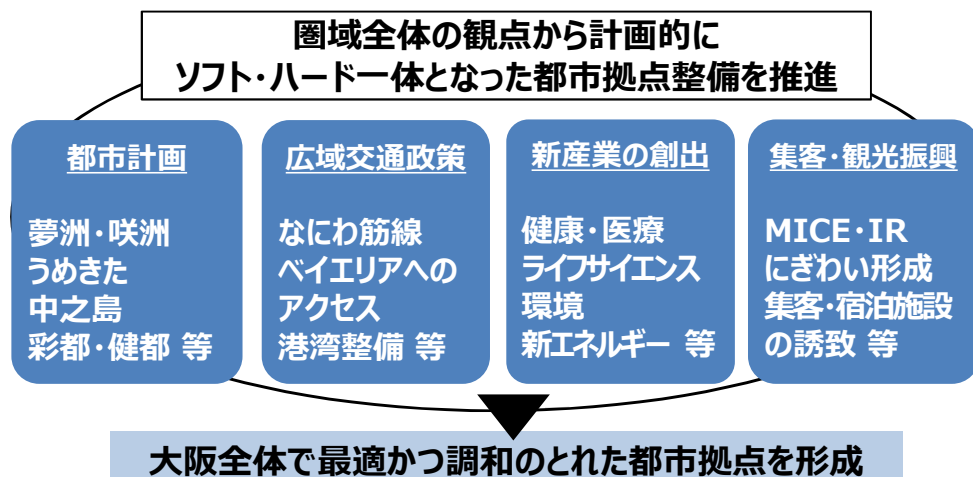 圏域全体の観点から計画的に
ソフト・ハード一体となった都市拠点整備を推進
都市計画
夢洲・咲洲
うめきた
中之島
彩都・健都 等
広域交通政策
なにわ筋線
ベイエリアへの
アクセス
港湾整備 等
新産業の創出
健康・医療
ライフサイエンス
環境
新エネルギー 等
集客・観光振興
MICE・IR
にぎわい形成
集客・宿泊施設
の誘致 等
大阪全体で最適かつ調和のとれた都市拠点を形成